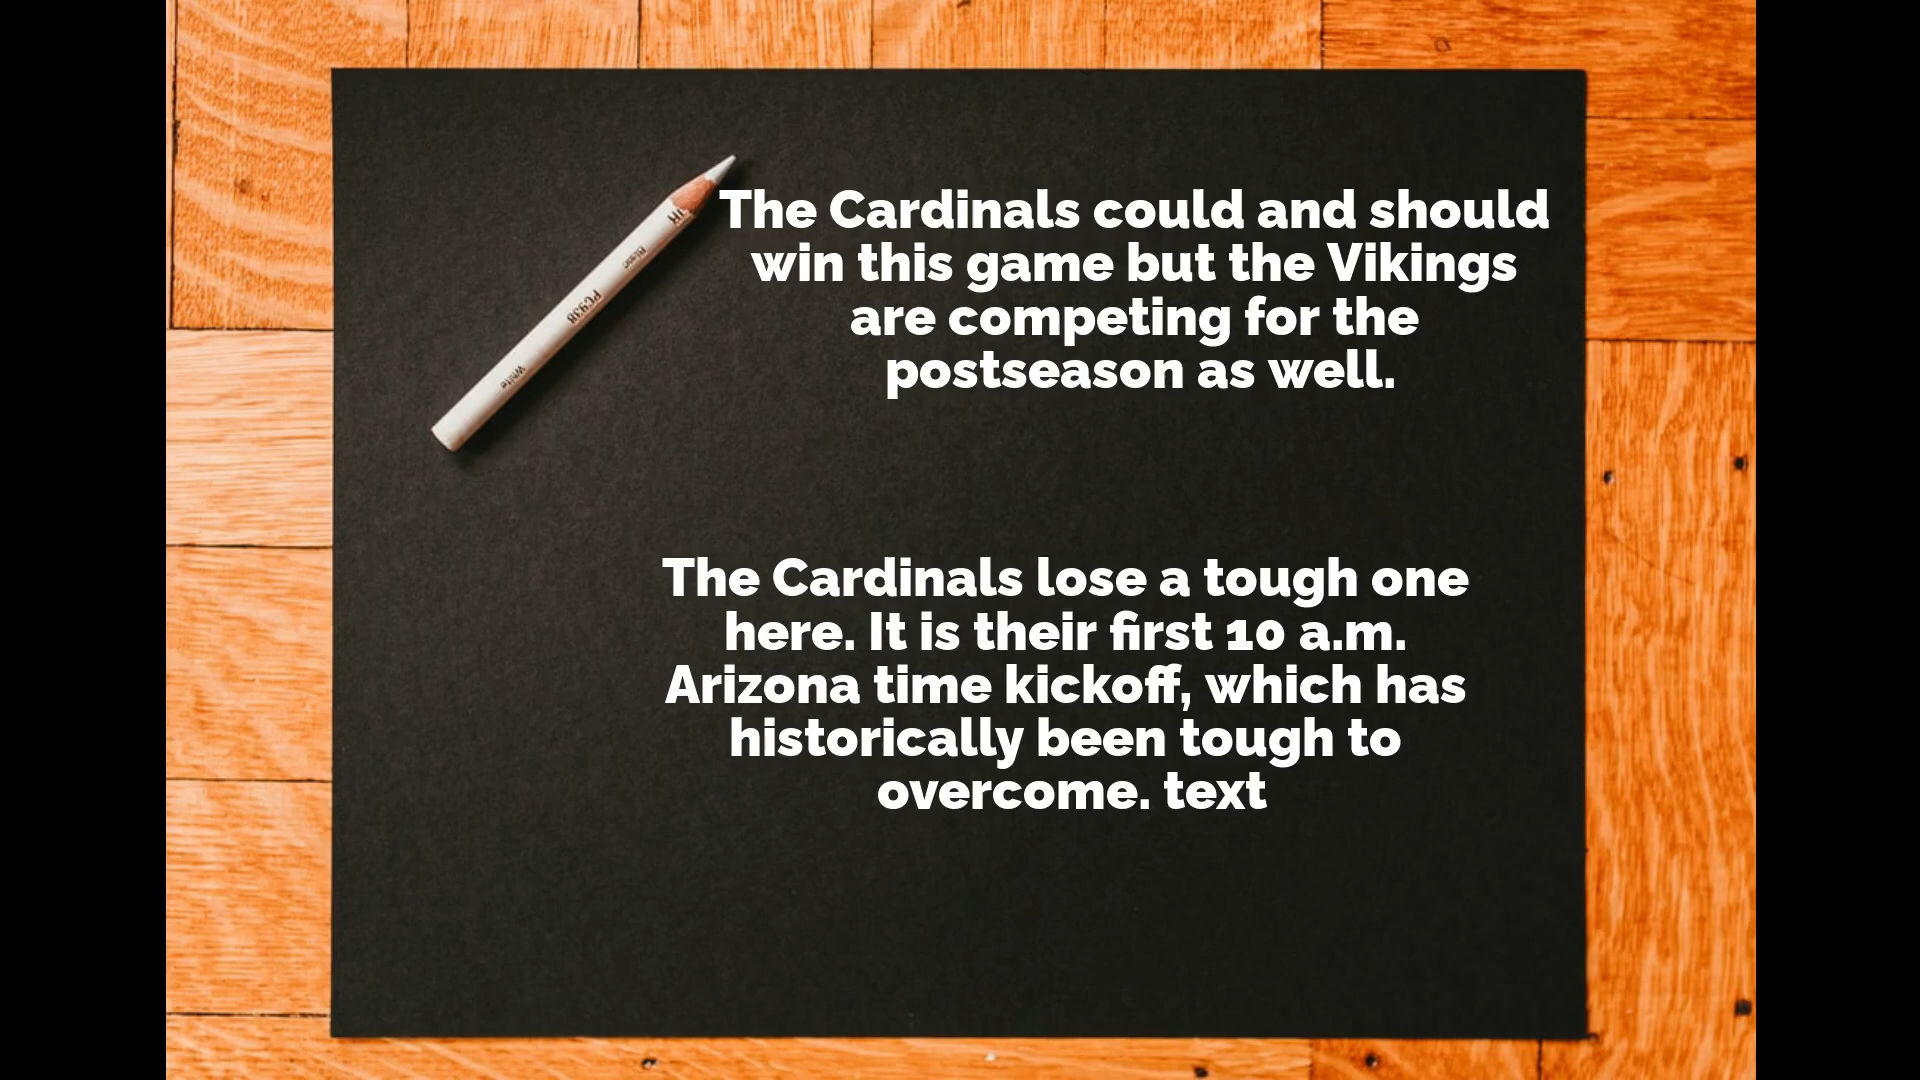 The Cardinals could and should
win this game but the Vikings
are competing for the
postseason as well.
PC938
White
The Cardinals lose a tough one
here. It is their first 10 a.m.
Arizona time kickoff, which has
historically been tough to
overcome. text